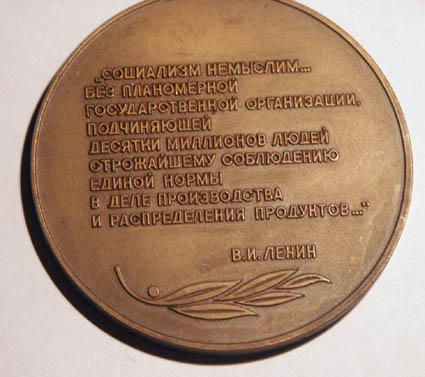 „СОЦИАЛИЗМ НЕМЫСЛИМ...
БЕЗ ПЛАНОМЕРНОЙ
ГОСУДАРСТВЕННОЙ ОРГАНИЗАЦИИ,
ПОДЧИНЯЮЩЕЙ
ДЕСЯТКИ МИЛЛИОНОВ ЛЮДЕЙ
СТРОЖАЙШЕМУ СОБЛЮДЕНИЮ
ЕДИНОЙ НОРМЫ
В ДЕЛЕ ПРОИЗВОДСТВА
И РАСПРЕДЕЛЕНИЯ ПРОДУКТОВ..."
В.И. ЛЕНИН